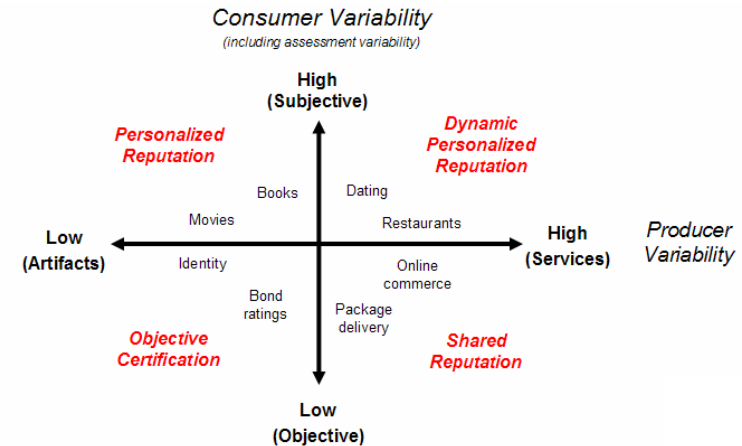 Consumer Variability
(including assessment variability)
High
(Subjective)
Personalized
Reputation
Dynamic
Personalized
Reputation
Books
Dating
Movies
Restaurants
Low
(Artifacts)
High
(Services)
Producer
Variability
Identity
Online
commerce
Bond
ratings
Package
delivery
Objective
Certification
Shared
Reputation
Low
(Objective)